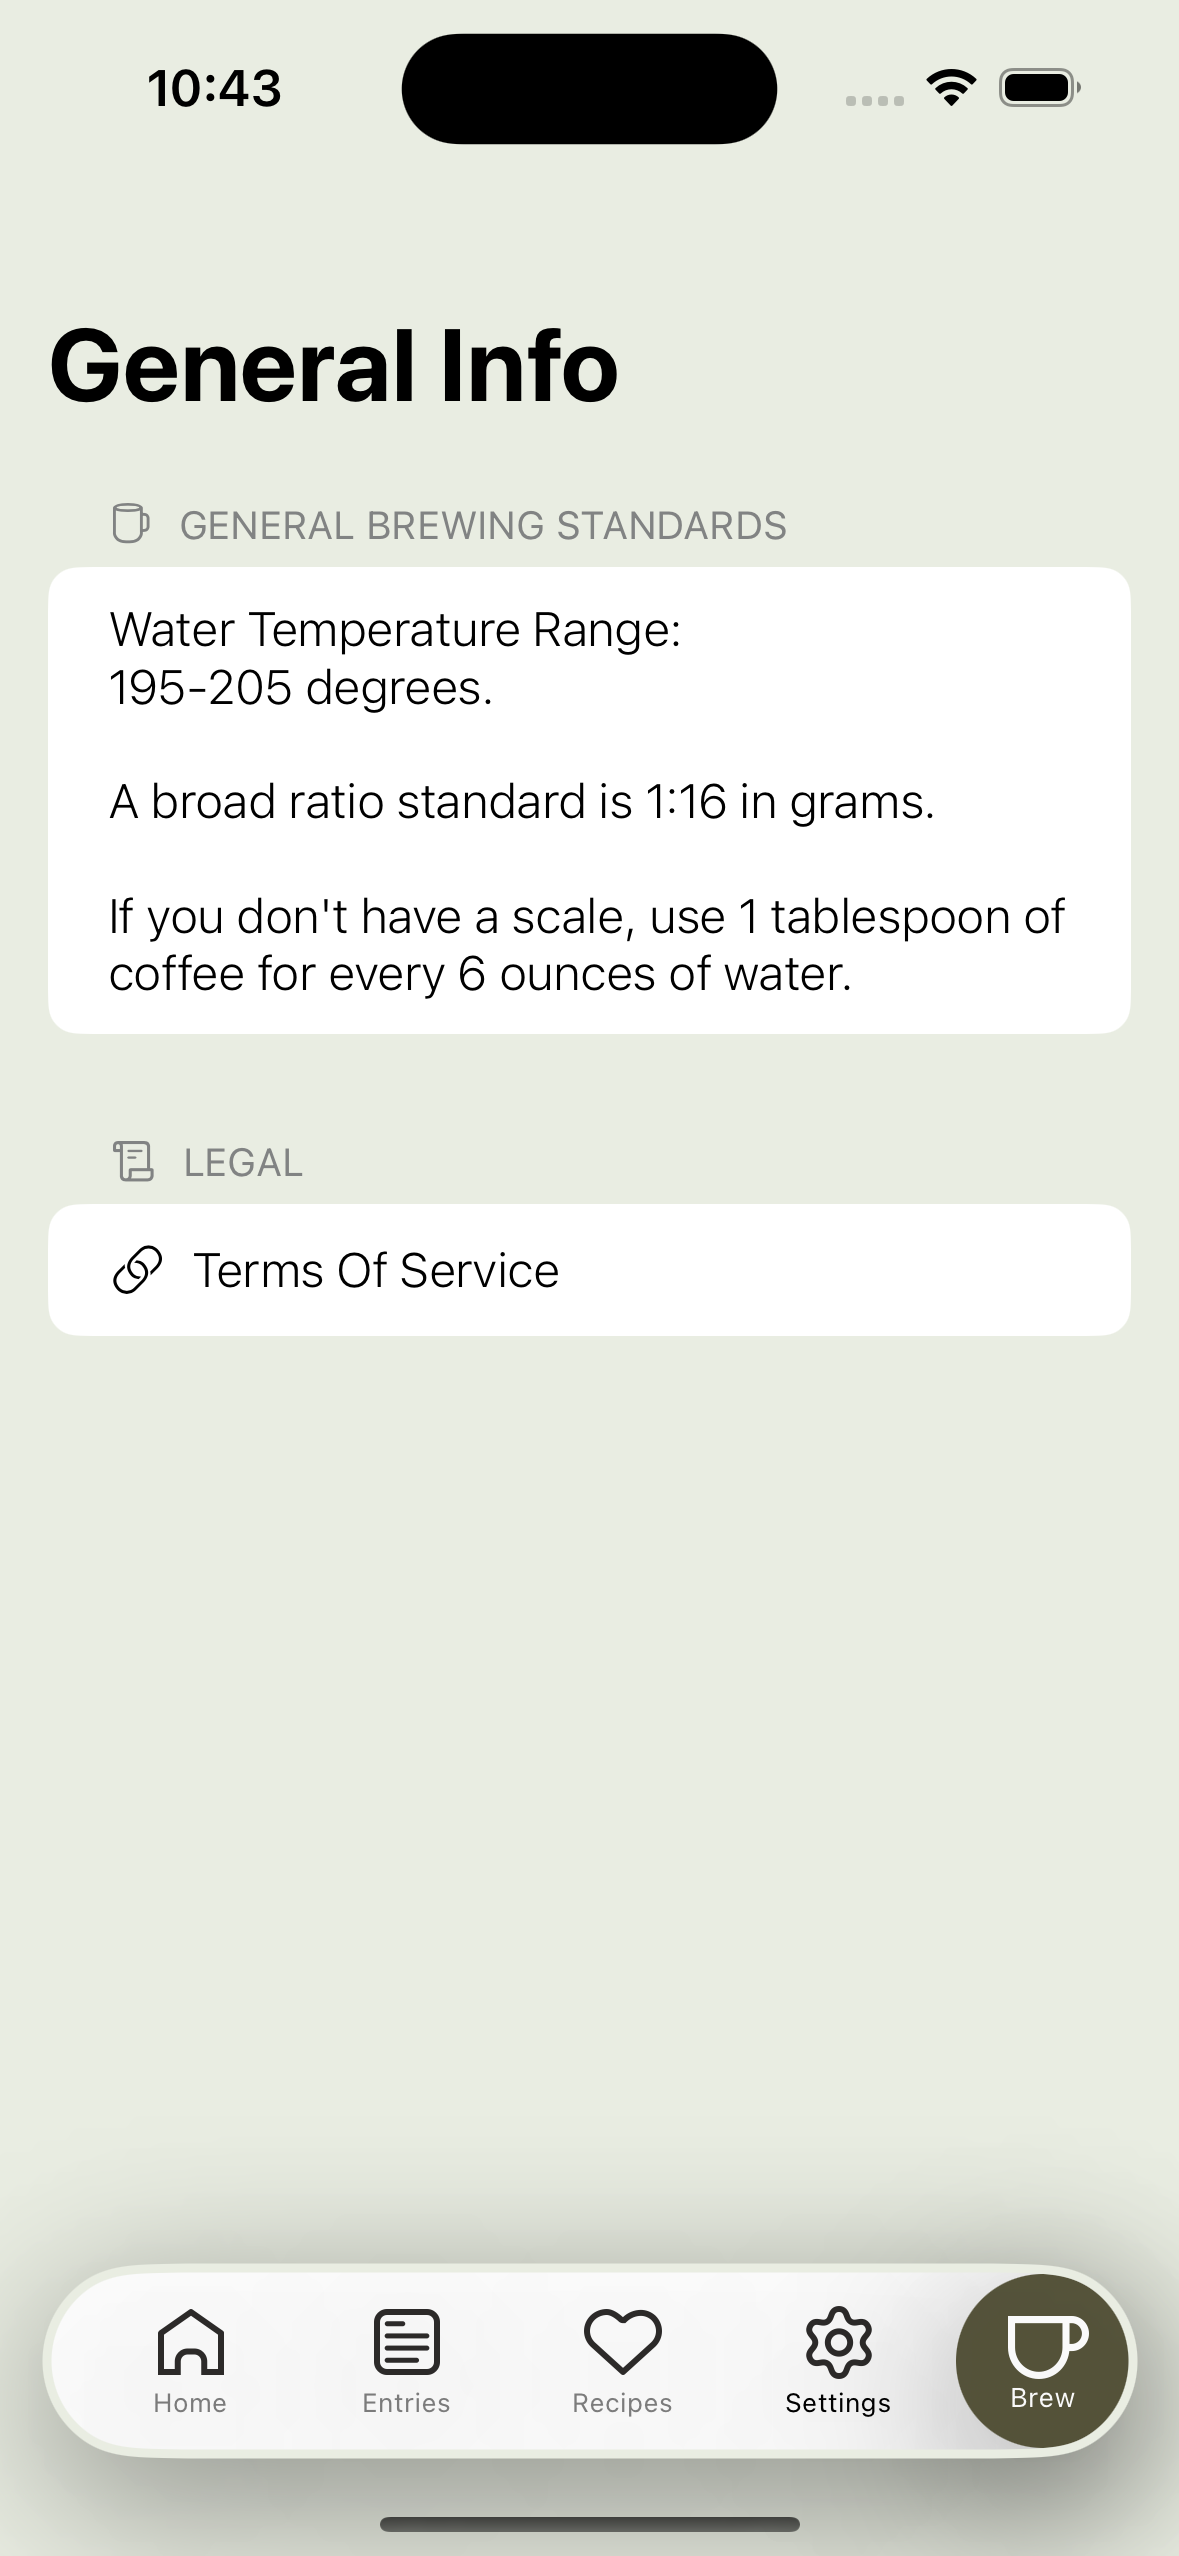 10:43
General Info
GENERAL BREWING STANDARDS
Water Temperature Range:
195-205 degrees.
A broad ratio standard is 1:16 in grams.
If you don't have a scale, use 1 tablespoon of
coffee for every 6 ounces of water.
LEGAL
Terms Of Service
Home
Entries
Recipes
Settings
Brew